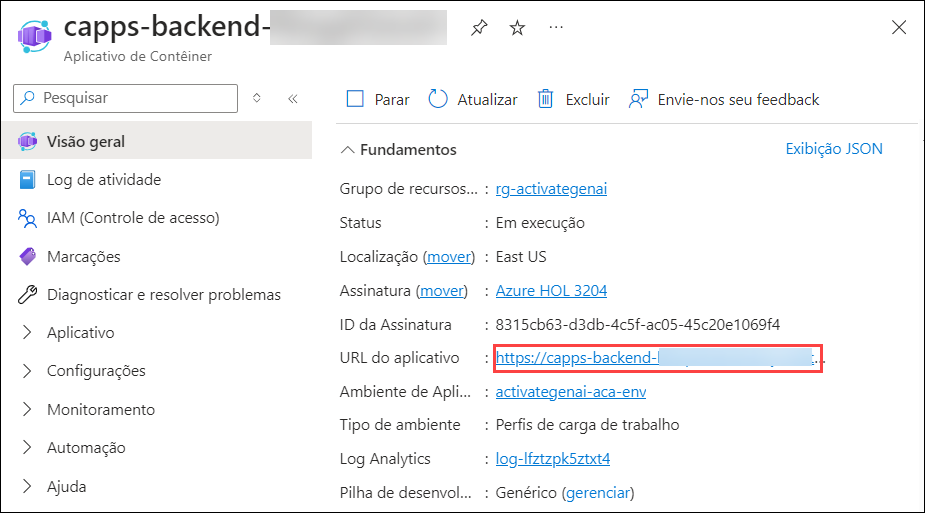 capps-backend-
Aplicativo de Contêiner
Pesquisar
Parar Atualizar Excluir Envie-nos seu feedback
Visão geral
Log de atividade
IAM (Controle de acesso)
Marcações
Diagnosticar e resolver problemas
Aplicativo
Configurações
Monitoramento
Automação
Ajuda
Fundamentos Exibição JSON
Grupo de recursos... : rg-activategenai
Status : Em execução
Localização (mover) : East US
Assinatura (mover) : Azure HOL 3204
ID da Assinatura : 8315cb63-d3db-4c5f-ac05-45c20e1069f4
URL do aplicativo : https://capps-backend-
Ambiente de Apli... : activategenai-aca-env
Tipo de ambiente : Perfis de carga de trabalho
Log Analytics : log-lfztzpk5ztxt4
Pilha de desenvol... : Genérico (gerenciar)